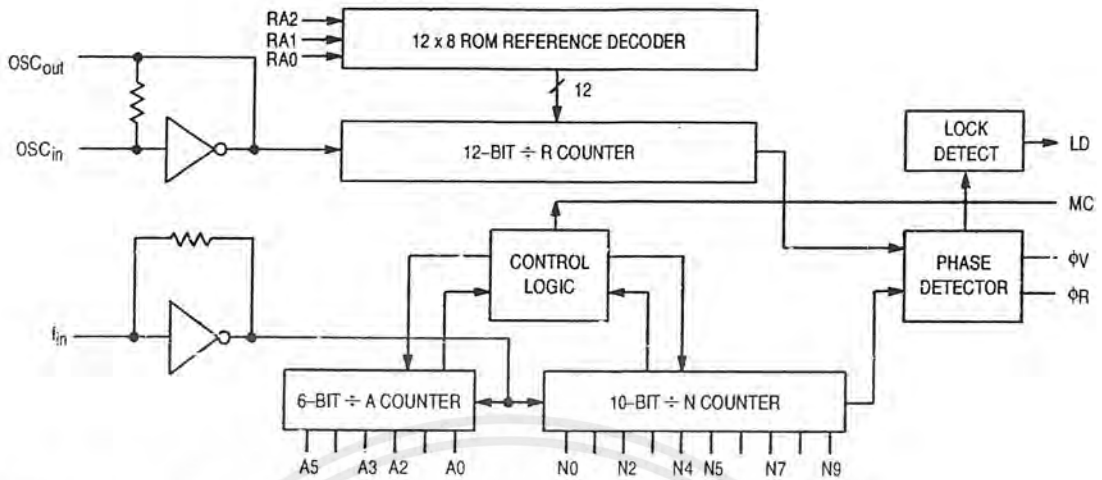 RA2
RA1
RA0
12 x 8 ROM REFERENCE DECODER
OSCout
12
OSCin
12-BIT ÷ R COUNTER
LOCK
DETECT
LD
MC
CONTROL
LOGIC
PHASE
DETECTOR
ϕV
ϕR
fin
6-BIT ÷ A COUNTER
10-BIT ÷ N COUNTER
A5 A3 A2 A0 N0 N2 N4 N5 N7 N9